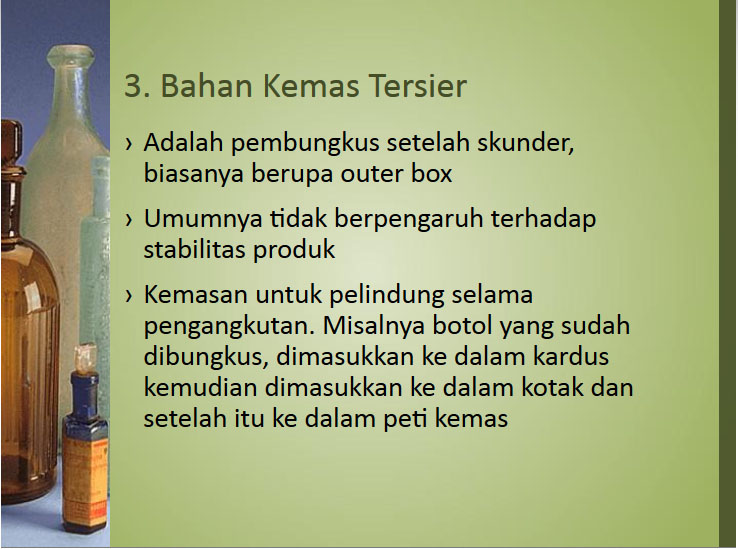 3. Bahan Kemas Tersier
› Adalah pembungkus setelah skunder,
biasanya berupa outer box
› Umumnya tidak berpengaruh terhadap
stabilitas produk
› Kemasan untuk pelindung selama
pengangkutan. Misalnya botol yang sudah
dibungkus, dimasukkan ke dalam kardus
kemudian dimasukkan ke dalam kotak dan
setelah itu ke dalam peti kemas